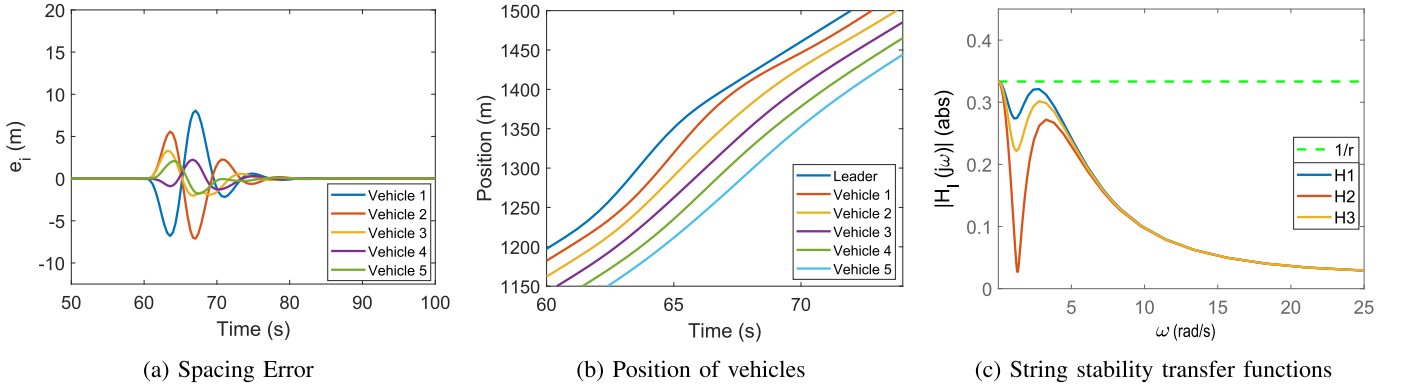 20
15
10
5
0
-5
-10
e_i (m)
50 60 70 80 90 100
Time (s)
Vehicle 1
Vehicle 2
Vehicle 3
Vehicle 4
Vehicle 5
(a) Spacing Error
1500
1450
1400
1350
1300
1250
1200
1150
Position (m)
60 65 70
Time (s)
Leader
Vehicle 1
Vehicle 2
Vehicle 3
Vehicle 4
Vehicle 5
(b) Position of vehicles
0.4
0.3
0.2
0.1
0
|H_I (jω)| (abs)
5 10 15 20 25
ω (rad/s)
1/r
H1
H2
H3
(c) String stability transfer functions